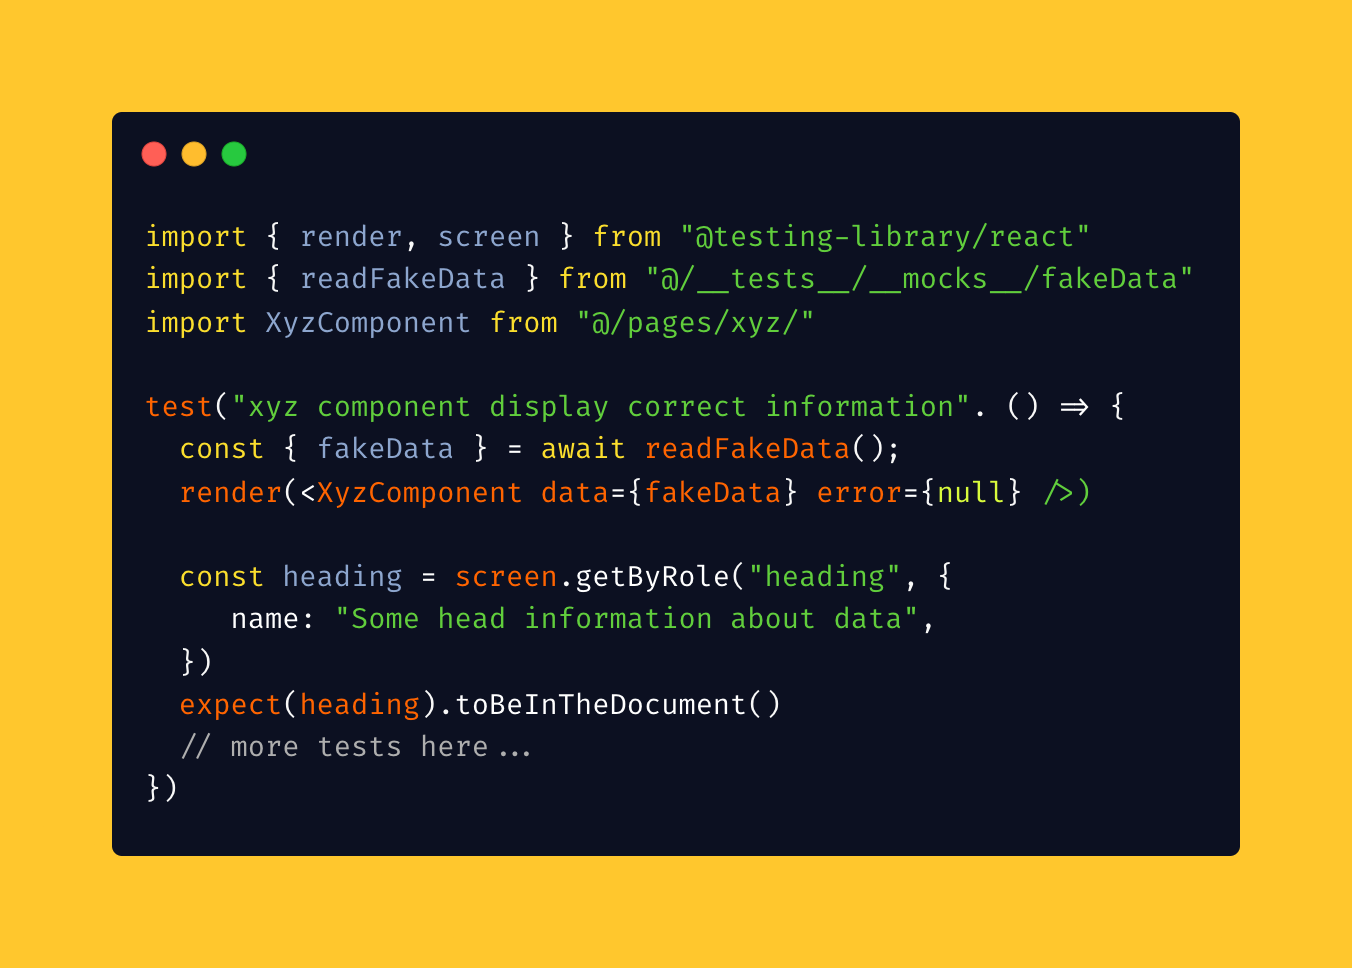 import { render, screen } from "@testing-library/react"
import { readFakeData } from "@/__tests__/__mocks__/fakeData"
import XyzComponent from "@/pages/xyz/"

test("xyz component display correct information". () => {
  const { fakeData } = await readFakeData();
  render(<XyzComponent data={fakeData} error={null} />)

  const heading = screen.getByRole("heading", {
     name: "Some head information about data",
  })
  expect(heading).toBeInTheDocument()
  // more tests here...
})